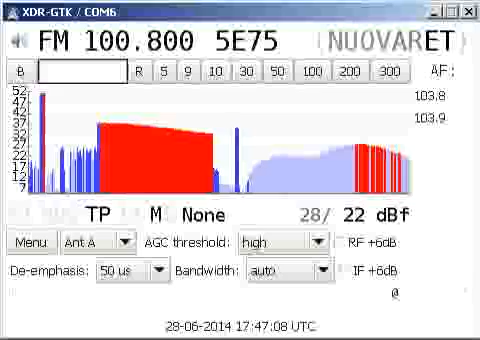 XDR-GTK / COM6
FM 100.800 5E75 (NUOVARET )
B R 5 9 10 30 50 100 200 300 AF:
52
47
42
37
32
27
22
17
12
7
103.8
103.9
TP M None 28/ 22 dBf
Menu Ant A AGC threshold: high RF +6dB
De-emphasis: 50 us Bandwidth: auto IF +6dB
@
28-06-2014 17:47:08 UTC